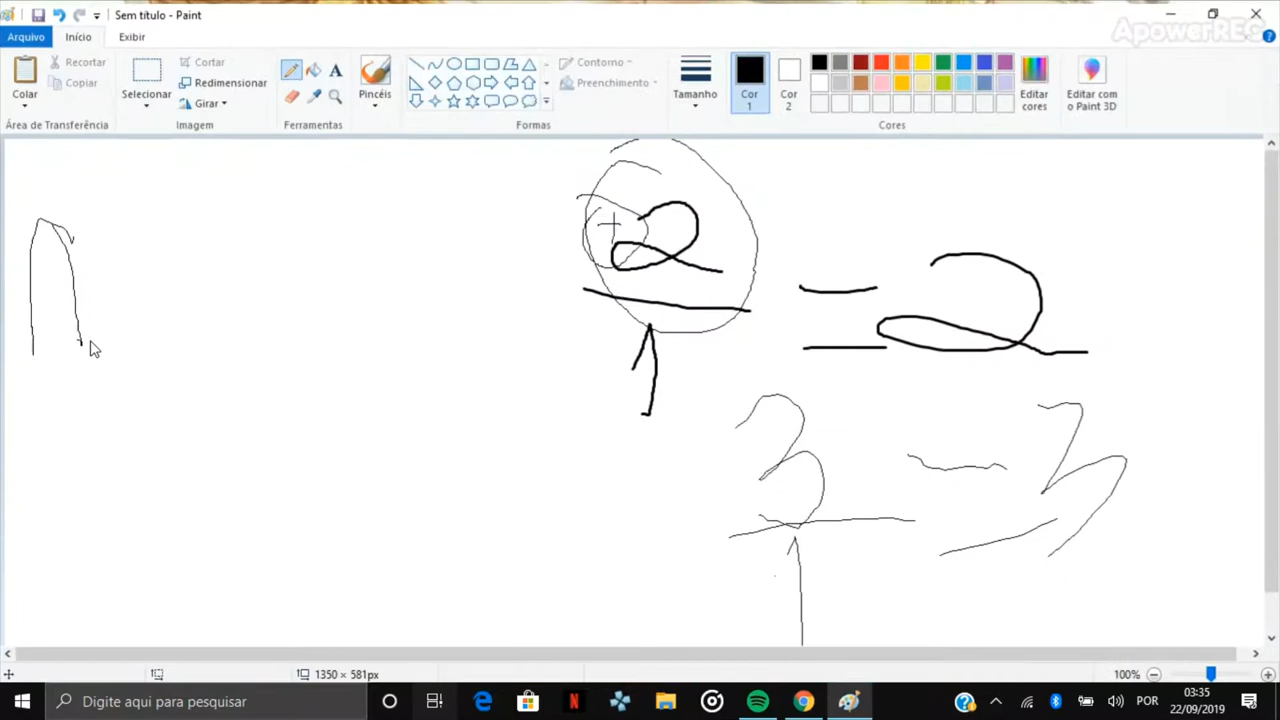 Sem título - Paint
ApowerREC
Arquivo Início Exibir
Colar
Recortar
Copiar
Área de Transferência
Selecionar
Cortar
Redimensionar
Girar
Imagem
A
Ferramentas
Pincéis
Contorno
Preenchimento
Formas
Tamanho
Cor 1
Cor 2
Editar cores
Cores
Editar com o Paint 3D
+ 2
1
= 2
3
1
= 3
1350 × 581px
100%
Digite aqui para pesquisar
POR
03:35
22/09/2019